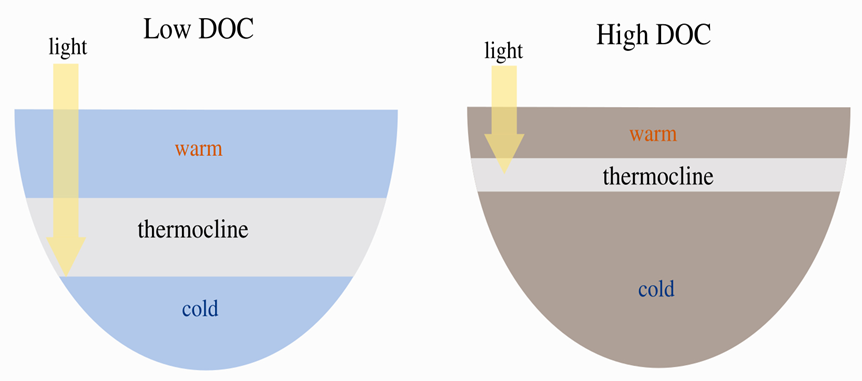 Low DOC
light
warm
thermocline
cold
High DOC
light
warm
thermocline
cold